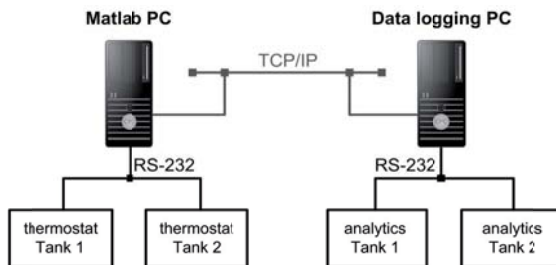 Matlab PC
Data logging PC
TCP/IP
RS-232
RS-232
thermostat
Tank 1
thermostat
Tank 2
analytics
Tank 1
analytics
Tank 2